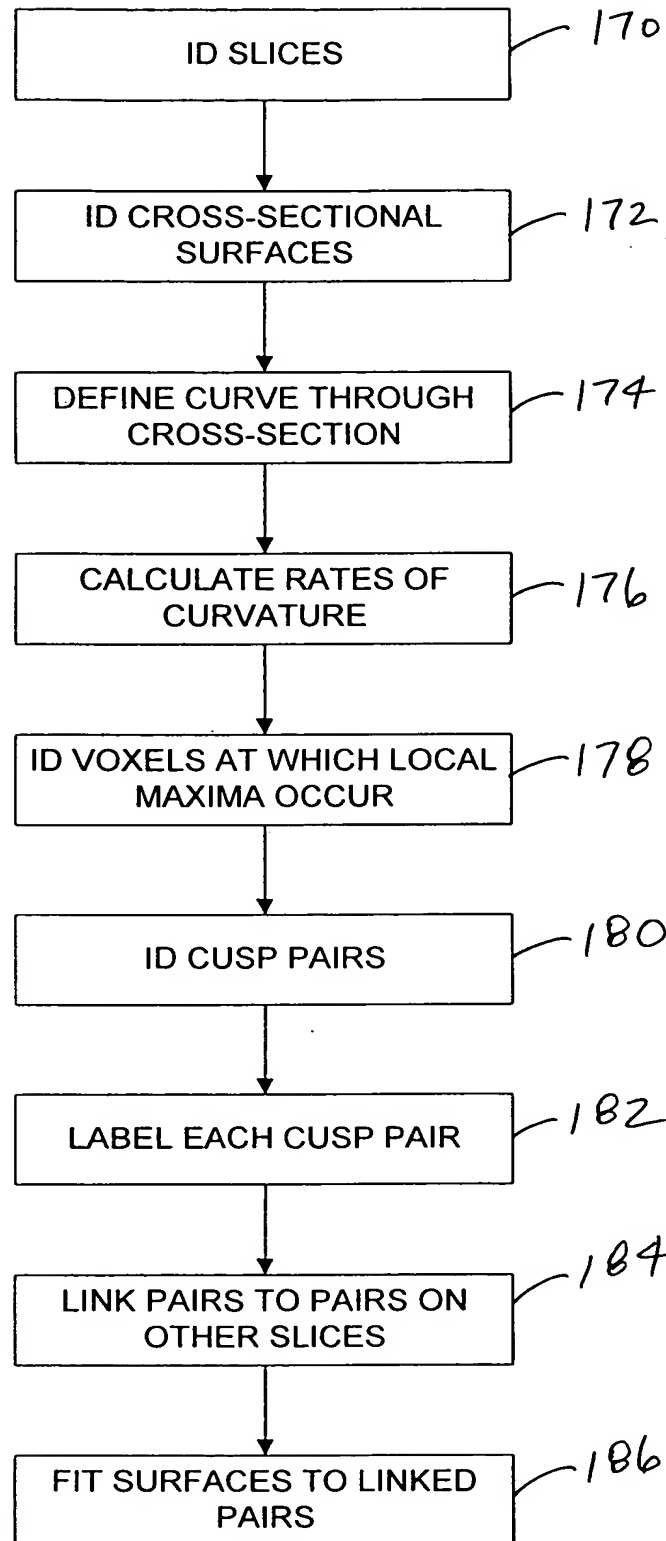 ID SLICES
170
ID CROSS-SECTIONAL
SURFACES
172
DEFINE CURVE THROUGH
CROSS-SECTION
174
CALCULATE RATES OF
CURVATURE
176
ID VOXELS AT WHICH LOCAL
MAXIMA OCCUR
178
ID CUSP PAIRS
180
LABEL EACH CUSP PAIR
182
LINK PAIRS TO PAIRS ON
OTHER SLICES
184
FIT SURFACES TO LINKED
PAIRS
186